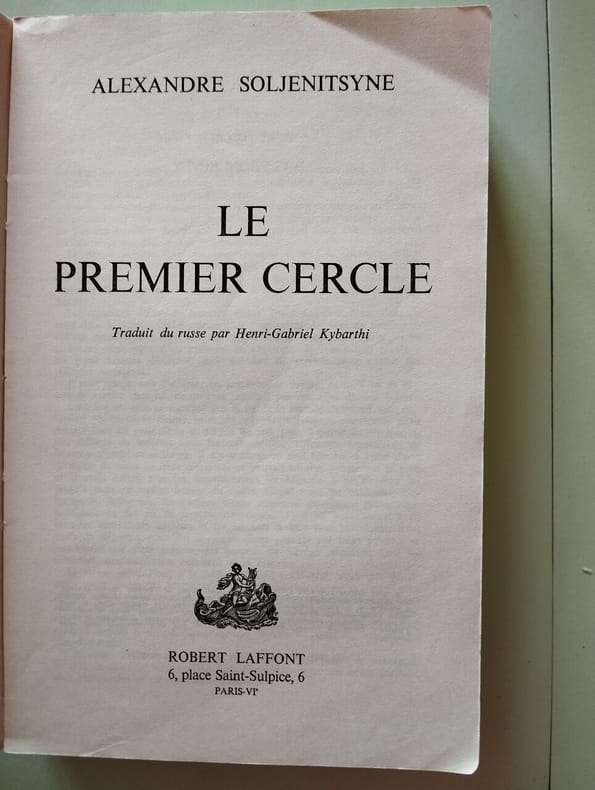 ALEXANDRE SOLJENITSYNE
LE
PREMIER CERCLE
Traduit du russe par Henri-Gabriel Kybarthi
ROBERT LAFFONT
6, place Saint-Sulpice, 6
PARIS-VIᵉ